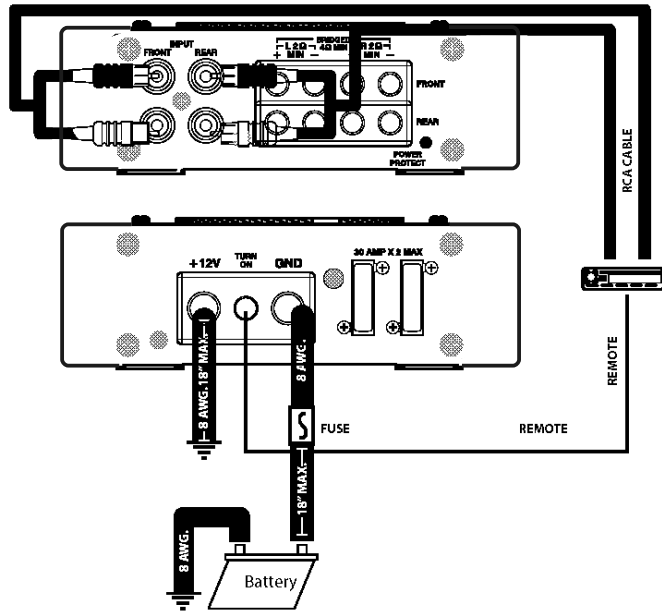 INPUT
FRONT REAR
BRIDGED
L 2Ω 4Ω MIN R 2Ω
+ MIN – MIN –
FRONT
REAR
POWER
PROTECT
RCA CABLE
+12V TURN ON GND
30 AMP X 2 MAX
8 AWG. 18" MAX.
8 AWG.
REMOTE
FUSE
REMOTE
18" MAX.
8 AWG.
Battery